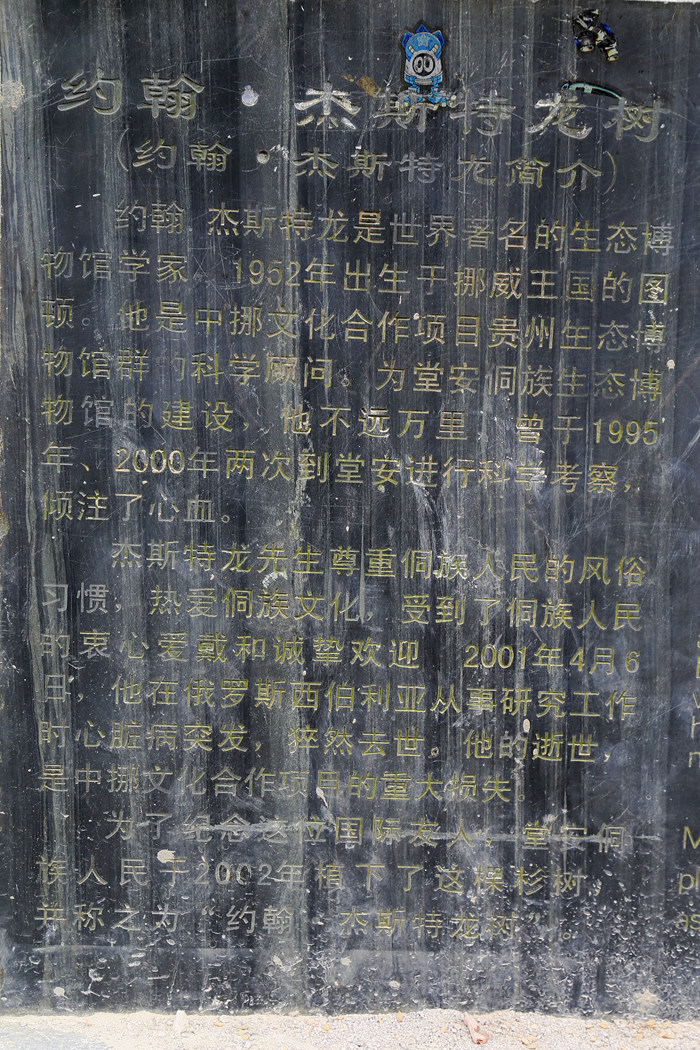 约翰·杰斯特龙树
(约翰·杰斯特龙简介)
约翰 杰斯特龙是世界著名的生态博
物馆学家。1952年出生于挪威王国的图
顿。他是中挪文化合作项目贵州生态博
物馆群的科学顾问。为堂安侗族生态博
物馆的建设，他不远万里，曾于1995
年、2000年两次到堂安进行科学考察，
倾注了心血。
杰斯特龙先生尊重侗族人民的风俗
习惯，热爱侗族文化，受到了侗族人民
的衷心爱戴和诚挚欢迎 2001年4月6
日，他在俄罗斯西伯利亚从事研究工作
时心脏病突发，猝然去世。他的逝世，
是中挪文化合作项目的重大损失。
为了纪念这位国际友人，堂安侗
族人民于2002年植下了这棵杉树，
并称之为“约翰·杰斯特龙树”。
M
pl
as